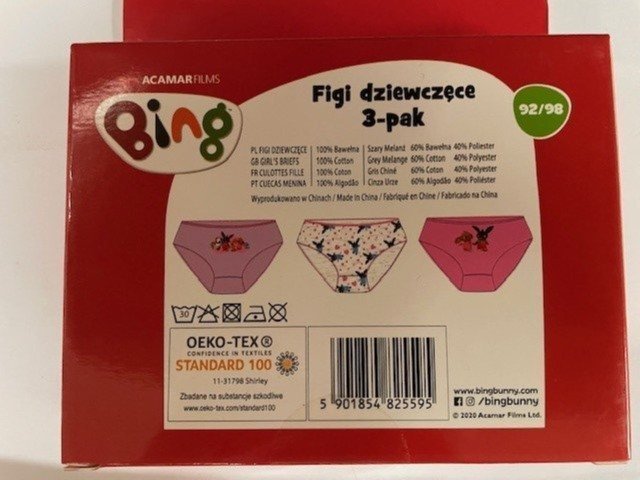 ACAMARFILMS
Bing
Figi dziewczęce
3-pak
92/98
PL FIGI DZIEWCZĘCE 100% Bawełna Szary Melanż 60% Bawełna 40% Poliester
GB GIRL'S BRIEFS 100% Cotton Grey Melange 60% Cotton 40% Polyester
FR CULOTTES FILLE 100% Coton Gris Chiné 60% Coton 40% Polyester
PT CUECAS MENINA 100% Algodão Cinza Urze 60% Algodão 40% Poliéster
Wyprodukowano w Chinach / Made in China / Fabriqué en Chine / Fabricado na China
30
OEKO-TEX®
CONFIDENCE IN TEXTILES
STANDARD 100
11-31798 Shirley
Zbadane na substancje szkodliwe
www.oeko-tex.com/standard100
5 901854 825595
www.bingbunny.com
/bingbunny
© 2020 Acamar Films Ltd.